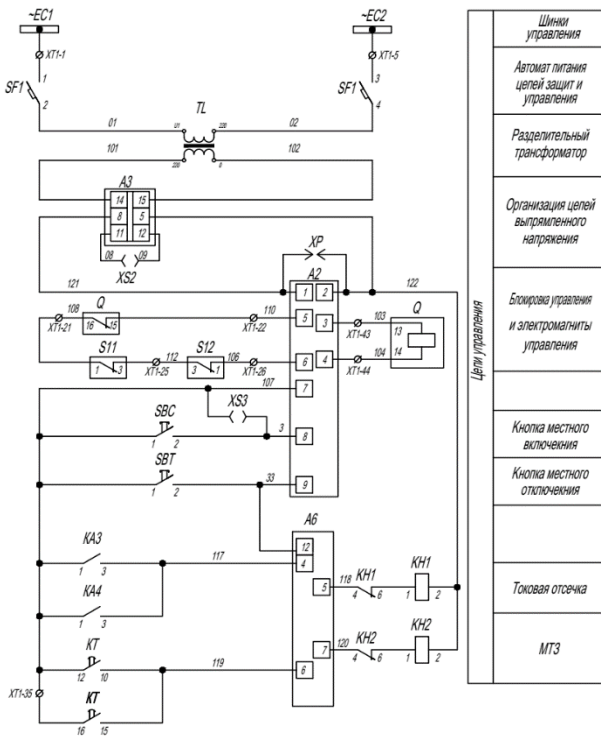 ~EC1
~EC2
XT1-1
XT1-5
1
SF1
2
3
SF1
4
01
TL
02
U1
220
101
102
220
0
A3
14 15
8 5
11 12
08 09
XS2
XP
A2
121
122
1 2
108
Q
110
5
XT1-21
16 15
XT1-22
3
103
Q
XT1-43
13
S11
112
S12
106
6
4
104
14
1 3
XT1-25
3 1
XT1-26
XT1-44
107
7
XS3
SBC
3
8
1 2
SBT
33
9
1 2
A6
12
KA3
117
4
1 3
5
118
KH1
KH1
4 6
1 2
KA4
1 3
KT
119
7
120
KH2
KH2
6
4 6
1 2
12 10
XT1-35
KT
16 15
Цепи управления
Шинки
управления
Автомат питания
цепей защит и
управления
Разделительный
трансформатор
Организация цепей
выпрямленного
напряжения
Блокировка управления
и электромагниты
управления
Кнопка местного
включекния
Кнопка местного
отключекния
Токовая отсечка
МТЗ